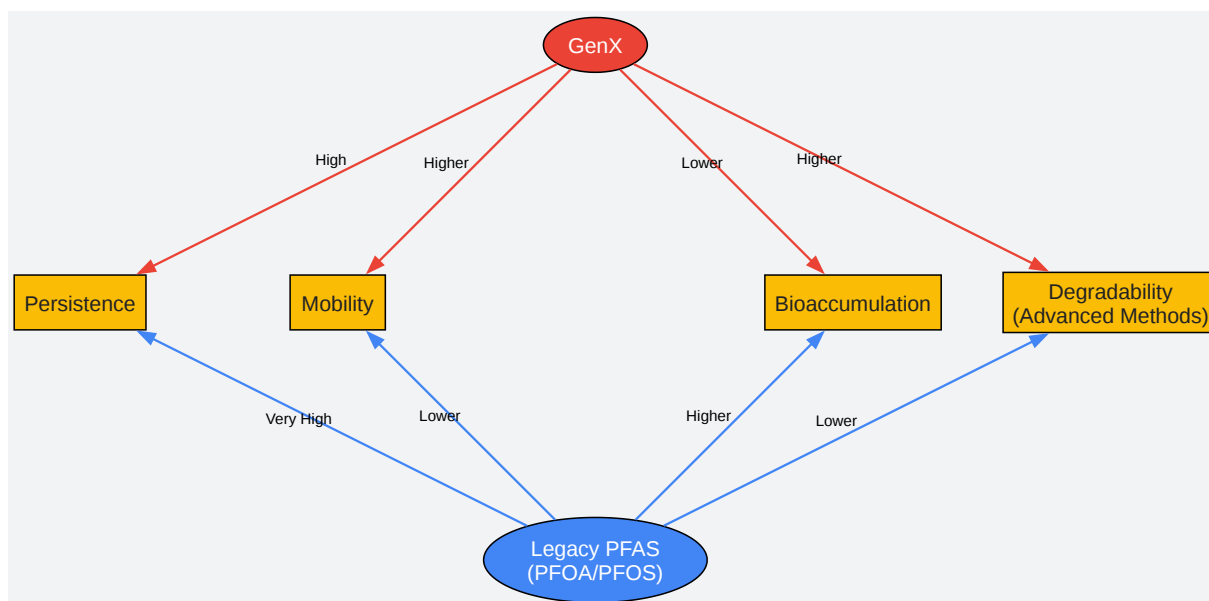 GenX
High
Higher
Lower
Higher
Persistence
Mobility
Bioaccumulation
Degradability
(Advanced Methods)
Very High
Lower
Higher
Lower
Legacy PFAS
(PFOA/PFOS)